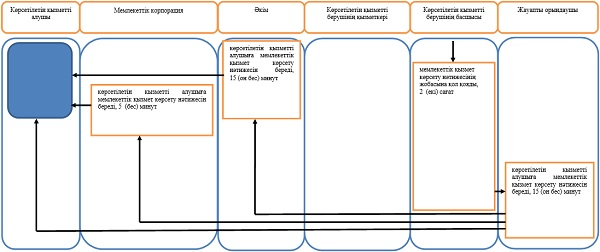 Көрсетілетін қызметті
алушы
Мемлекеттік корпорация
Әкім
Көрсетілетін қызметті
берушінің қызметкері
Көрсетілетін қызметті
берушінің басшысы
Жауапты орындаушы
көрсетілетін қызметті
алушыға мемлекеттік
қызмет көрсету
нәтижесін береді,
15 (он бес) минут
көрсетілетін қызметті алушыға
мемлекеттік қызмет көрсету нәтижесін
береді, 5 (бес) минут
мемлекеттік қызмет
көрсету нәтижесінің
жобасына қол қояды,
2 (екі) сағат
көрсетілетін қызметті
алушыға мемлекеттік
қызмет көрсету нәтижесін
береді, 15 (он бес) минут